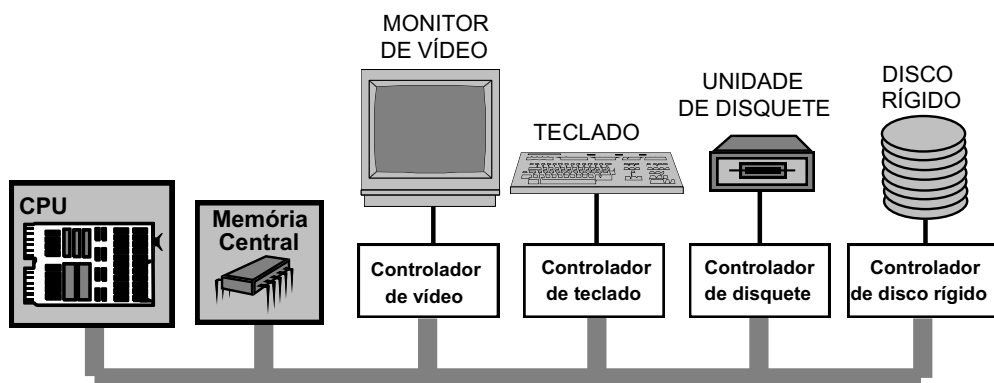 MONITOR
DE VÍDEO
TECLADO
UNIDADE
DE DISQUETE
DISCO
RÍGIDO
CPU
Memória
Central
Controlador
de vídeo
Controlador
de teclado
Controlador
de disquete
Controlador
de disco rígido